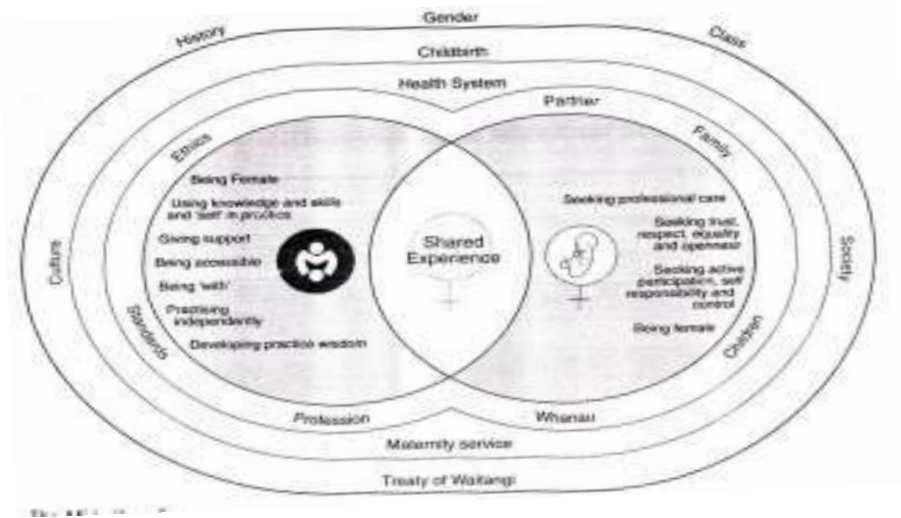 Gender
History
Class
Childbirth
Health System
Partner
Ethics
Family
Being Female
Using knowledge and skills
and 'self' in practice
Giving support
Being accessible
Being 'with'
Practising
independently
Developing practice wisdom
Shared
Experience
Seeking professional care
Seeking trust,
respect, equality
and openness
Seeking active
participation, self
responsibility and
control
Being female
Culture
Society
Standards
Children
Profession
Whanau
Maternity service
Treaty of Waitangi
The